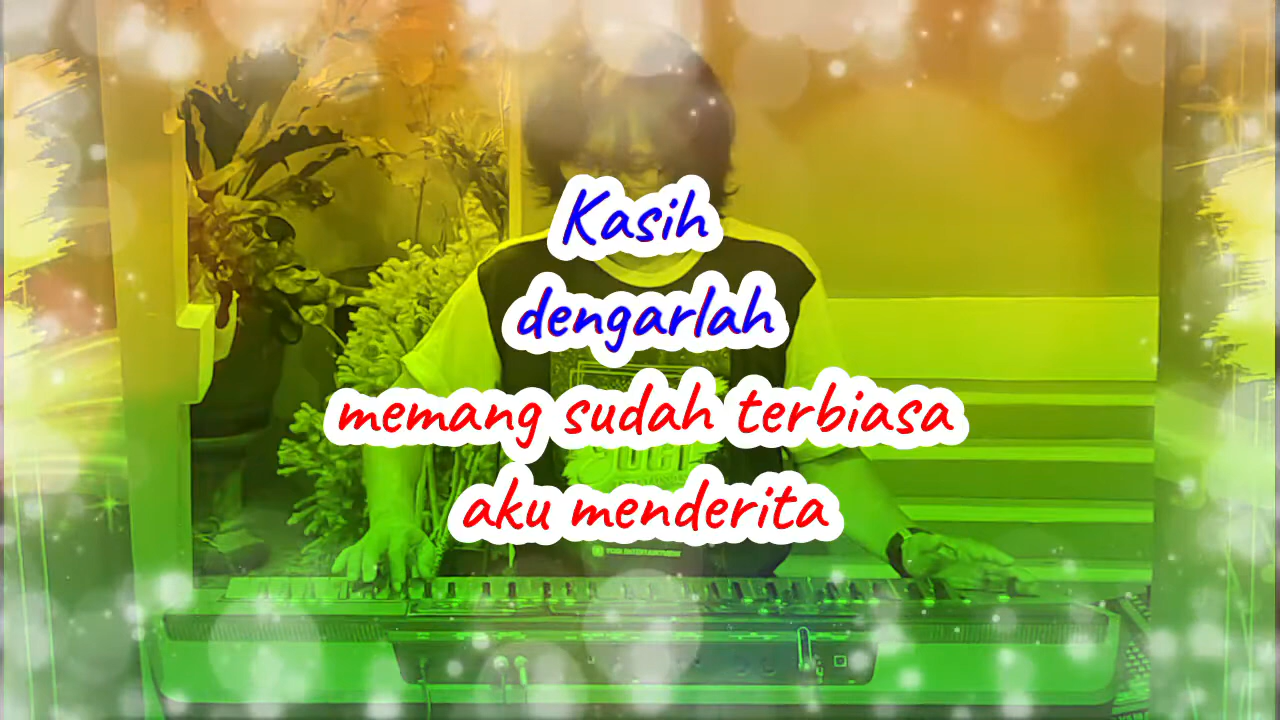 Kasih
dengarlah
memang sudah terbiasa
aku menderita